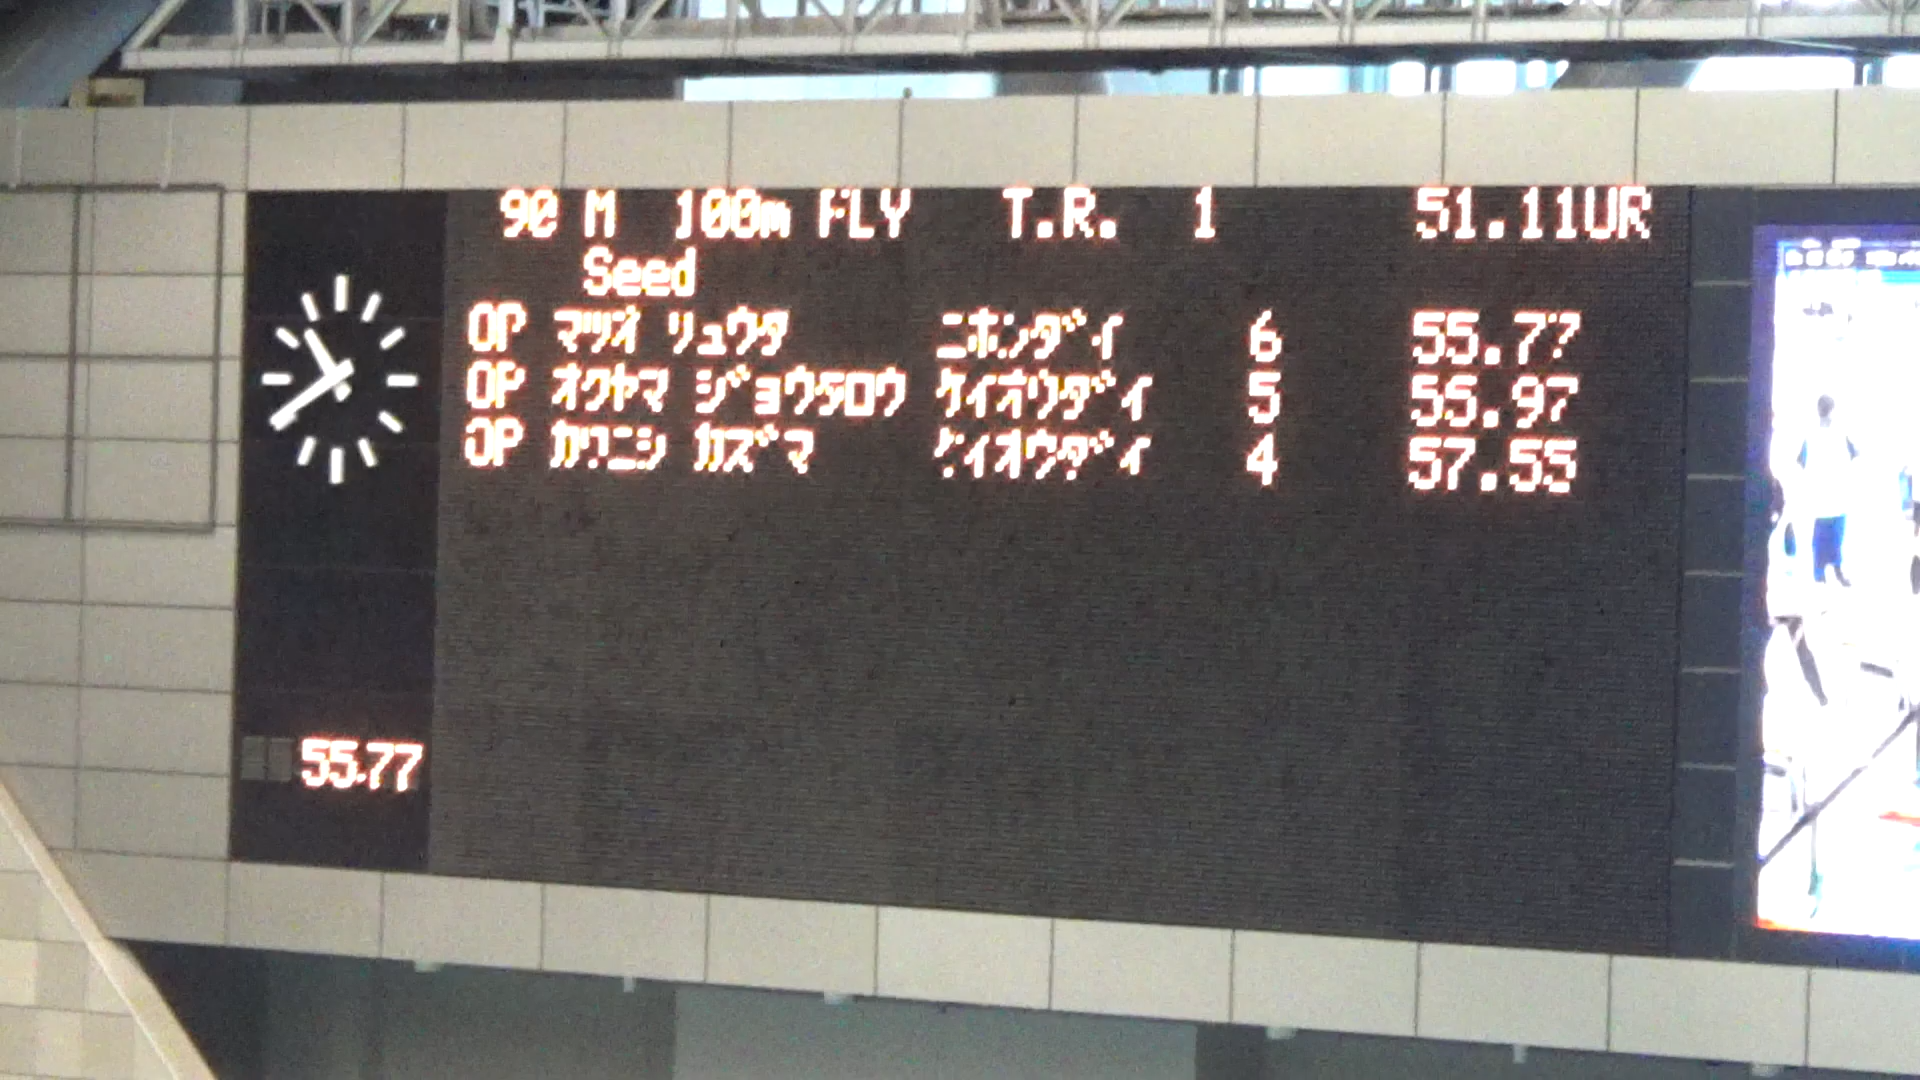 90 M 100m FLY T.R. 1 51.11UR
Seed
OP マツオ リュウタ ニホンダイ 6 55.77
OP オクヤマ ジョウタロウ ケイオウダイ 5 55.97
OP カワニシ カズマ ケイオウダイ 4 57.55
55.77